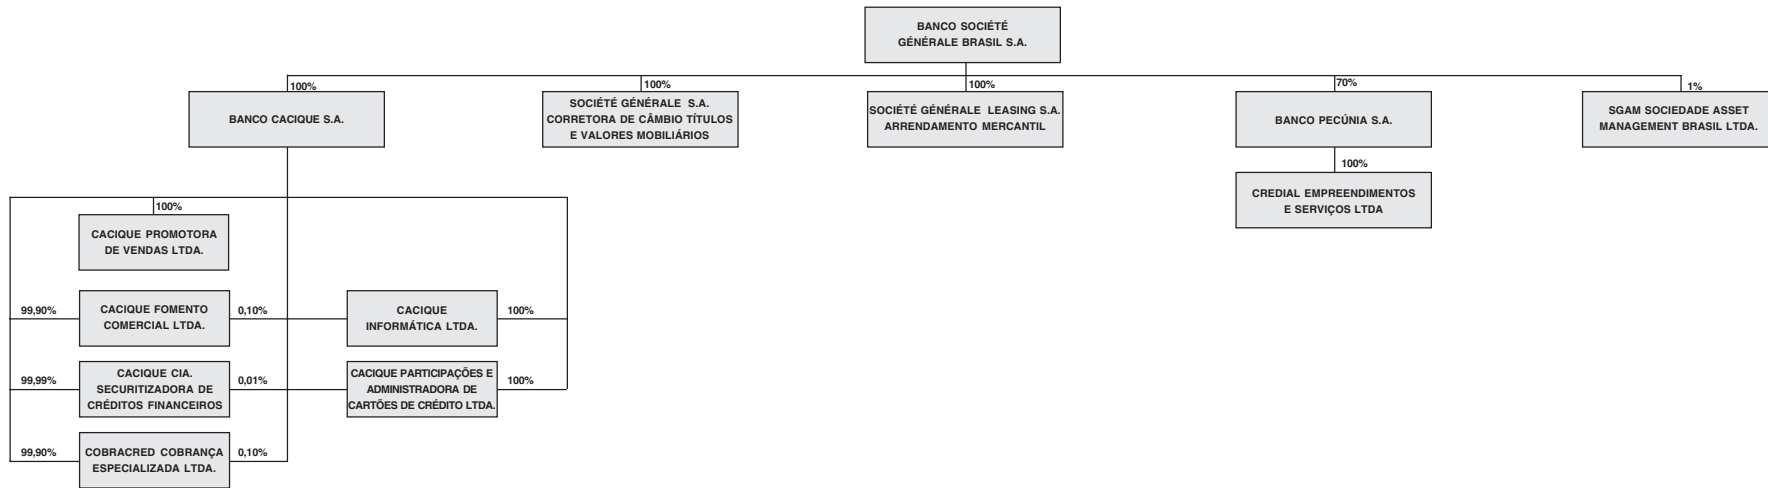 BANCO SOCIÉTÉ
GÉNÉRALE BRASIL S.A.
100%
100%
100%
70%
1%
BANCO CACIQUE S.A.
SOCIÉTÉ GÉNÉRALE S.A.
CORRETORA DE CÂMBIO TÍTULOS
E VALORES MOBILIÁRIOS
SOCIÉTÉ GÉNÉRALE LEASING S.A.
ARRENDAMENTO MERCANTIL
BANCO PECÚNIA S.A.
SGAM SOCIEDADE ASSET
MANAGEMENT BRASIL LTDA.
100%
CREDIAL EMPREENDIMENTOS
E SERVIÇOS LTDA
100%
CACIQUE PROMOTORA
DE VENDAS LTDA.
99,90%
CACIQUE FOMENTO
COMERCIAL LTDA.
0,10%
CACIQUE
INFORMÁTICA LTDA.
100%
99,99%
CACIQUE CIA.
SECURITIZADORA DE
CRÉDITOS FINANCEIROS
0,01%
CACIQUE PARTICIPAÇÕES E
ADMINISTRADORA DE
CARTÕES DE CRÉDITO LTDA.
100%
99,90%
COBRACRED COBRANÇA
ESPECIALIZADA LTDA.
0,10%